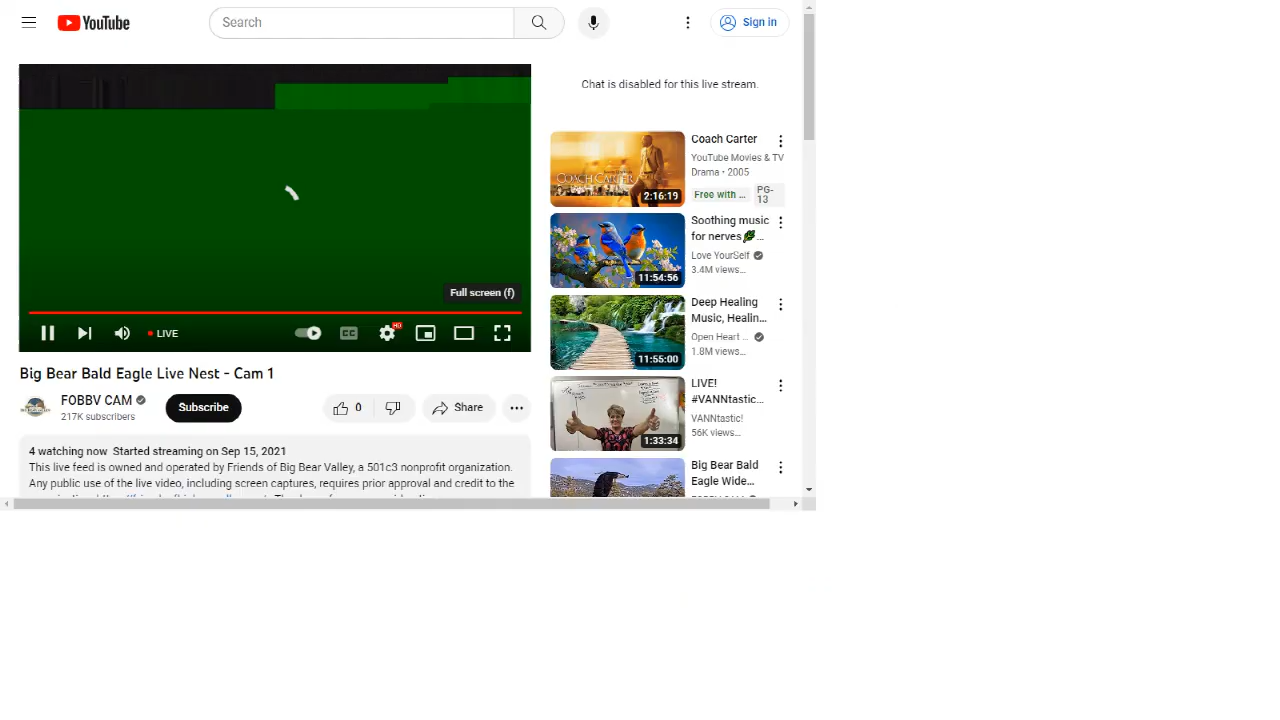 YouTube
Search
Sign in
Full screen (f)
LIVE
CC
HD
Big Bear Bald Eagle Live Nest - Cam 1
FOBBV CAM
217K subscribers
Subscribe
0
Share
4 watching now Started streaming on Sep 15, 2021
This live feed is owned and operated by Friends of Big Bear Valley, a 501c3 nonprofit organization.
Any public use of the live video, including screen captures, requires prior approval and credit to the
Chat is disabled for this live stream.
COACH CARTER
2:16:19
Coach Carter
YouTube Movies & TV
Drama • 2005
Free with ...
PG-
13
11:54:56
Soothing music
for nerves🌿...
Love YourSelf
3.4M views...
11:55:00
Deep Healing
Music, Healin...
Open Heart ...
1.8M views...
1:33:34
LIVE!
#VANNtastic...
VANNtastic!
56K views...
Big Bear Bald
Eagle Wide...